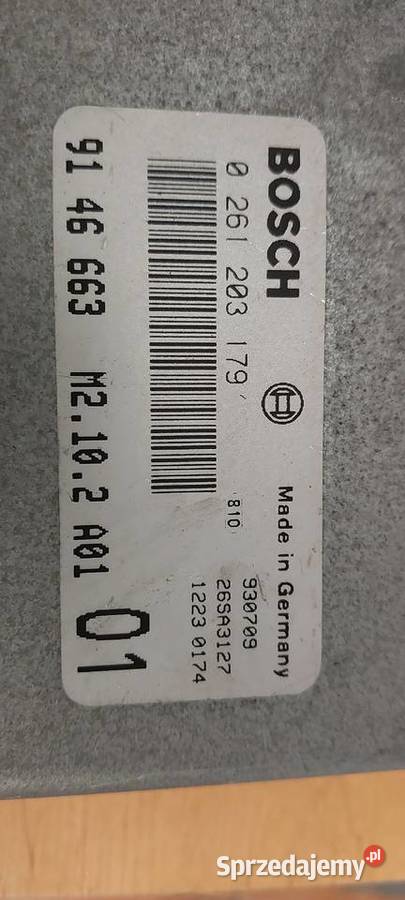 BOSCH
Made in Germany
0 261 203 179
810
930709
26SA3127
1223 0174
91 46 663 M2.10.2 A01 01
Sprzedajemy.pl